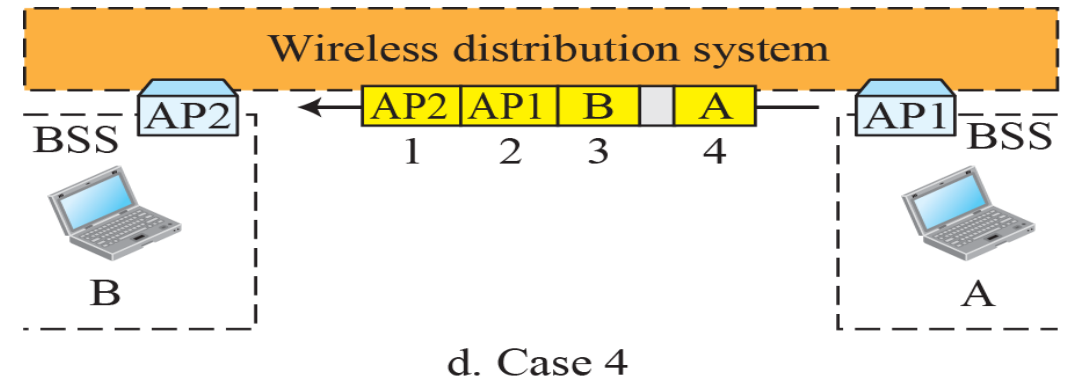 Wireless distribution system
AP2 AP2 AP1 B A AP1
BSS 1 2 3 4 BSS
B A
d. Case 4